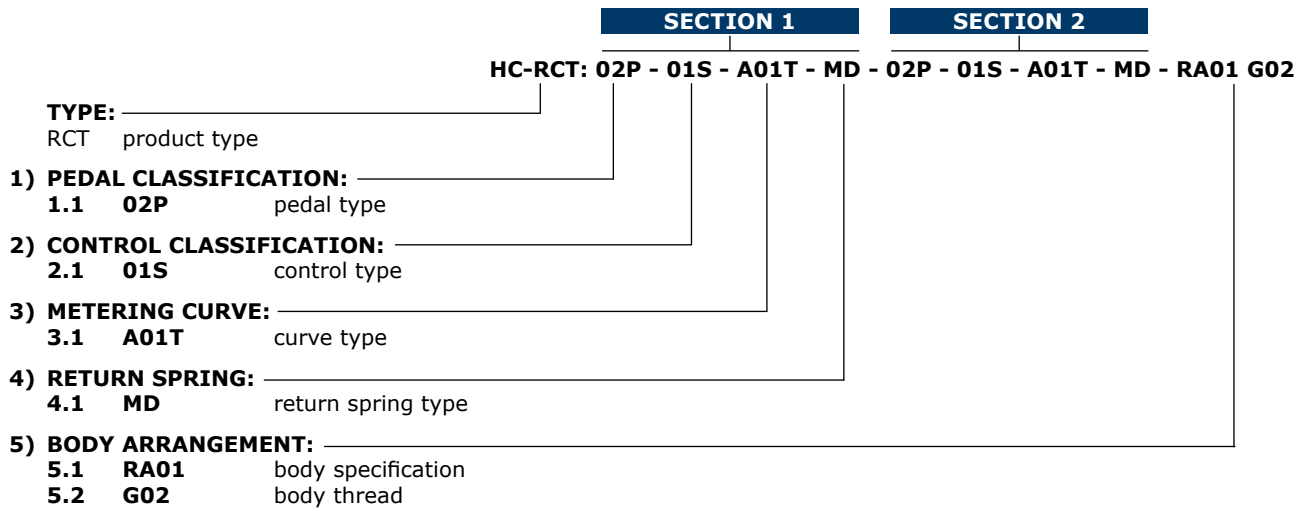 SECTION 1 SECTION 2
HC-RCT: 02P - 01S - A01T - MD - 02P - 01S - A01T - MD - RA01 G02
TYPE:
RCT product type
1) PEDAL CLASSIFICATION:
1.1 02P pedal type
2) CONTROL CLASSIFICATION:
2.1 01S control type
3) METERING CURVE:
3.1 A01T curve type
4) RETURN SPRING:
4.1 MD return spring type
5) BODY ARRANGEMENT:
5.1 RA01 body specification
5.2 G02 body thread